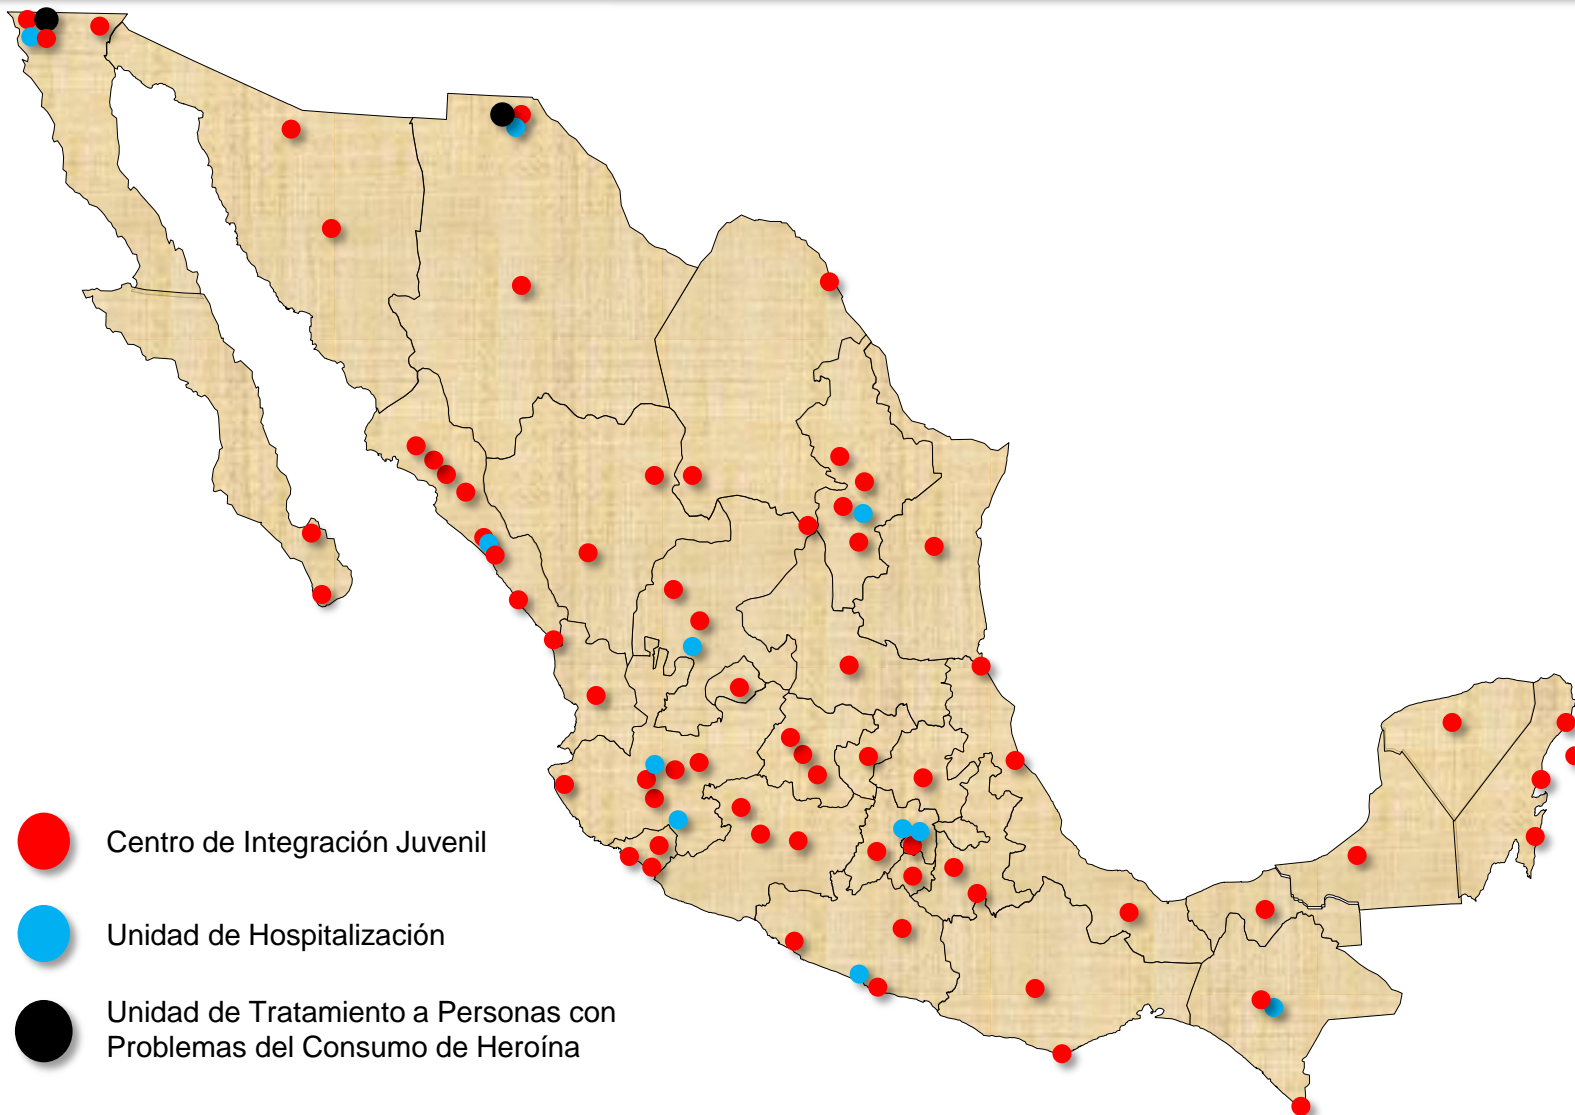 Centro de Integración Juvenil
Unidad de Hospitalización
Unidad de Tratamiento a Personas con
Problemas del Consumo de Heroína